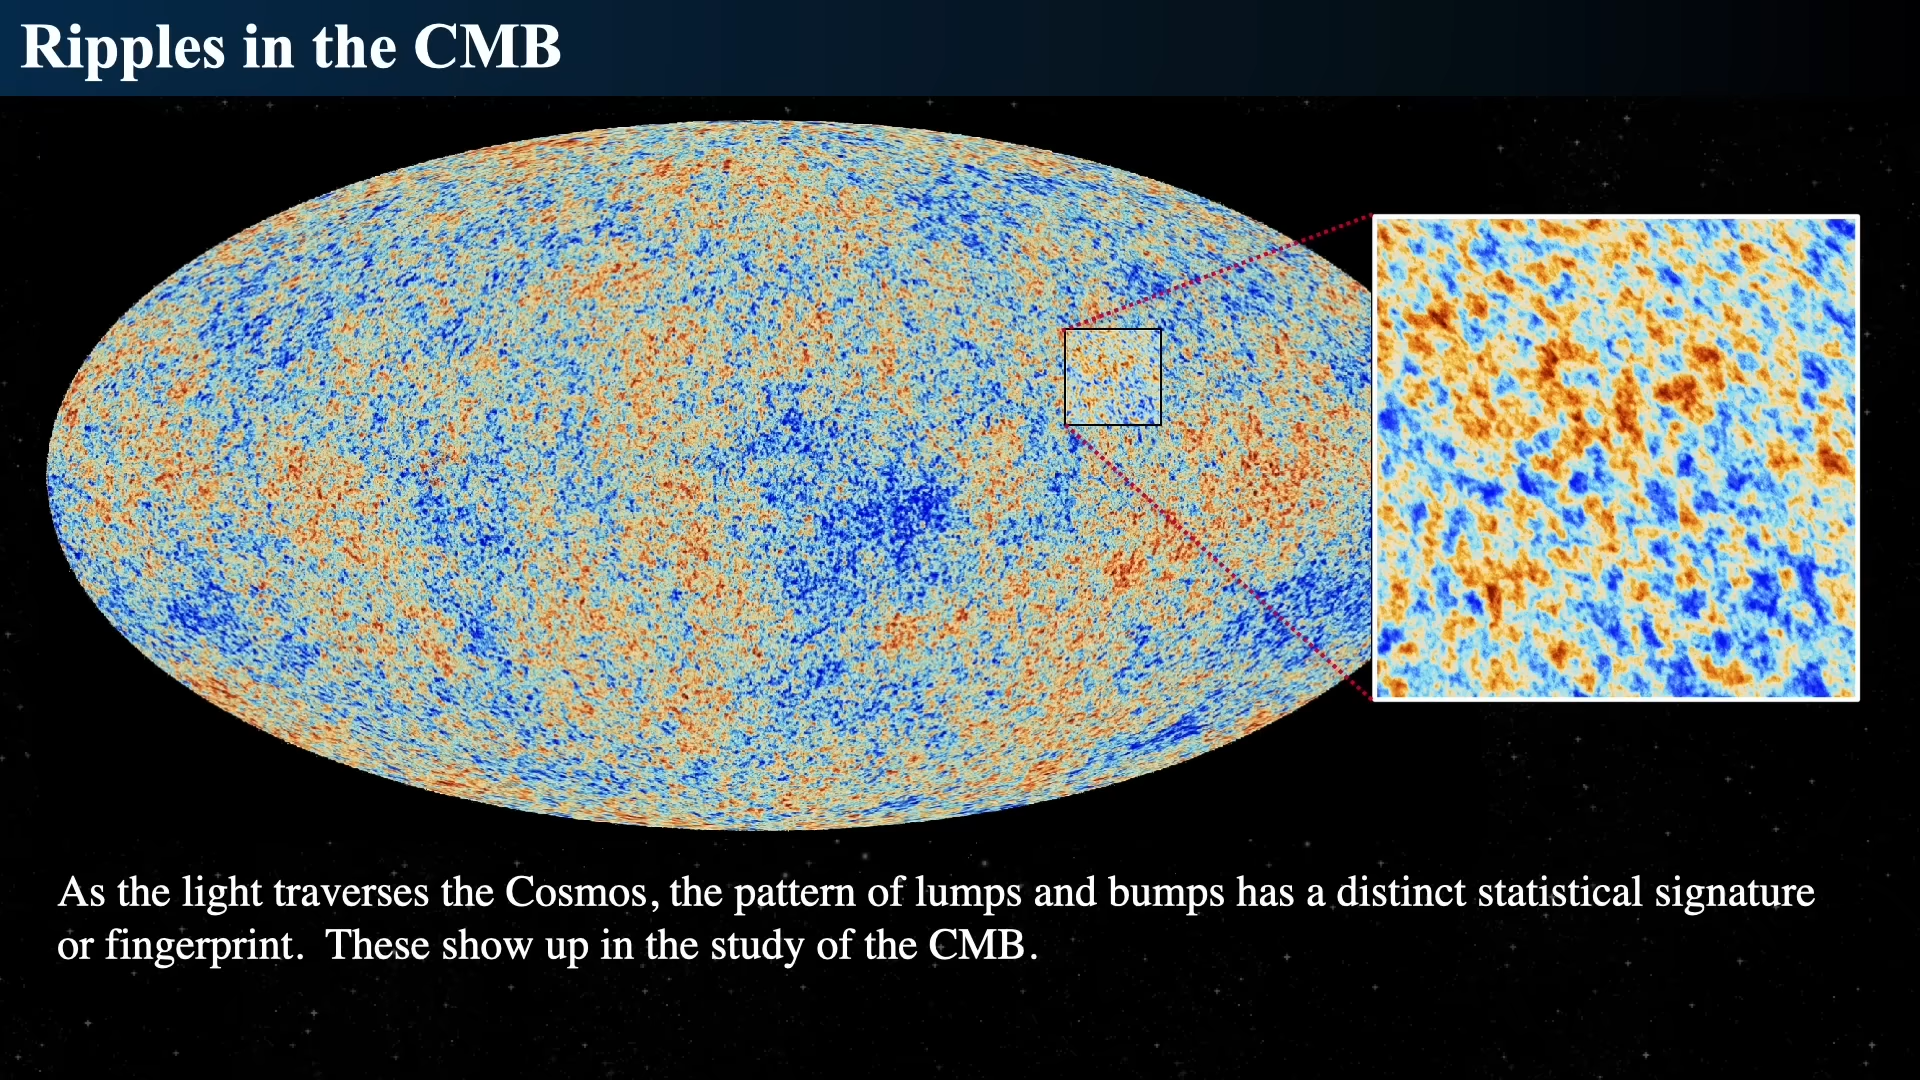 Ripples in the CMB
As the light traverses the Cosmos, the pattern of lumps and bumps has a distinct statistical signature
or fingerprint.  These show up in the study of the CMB.